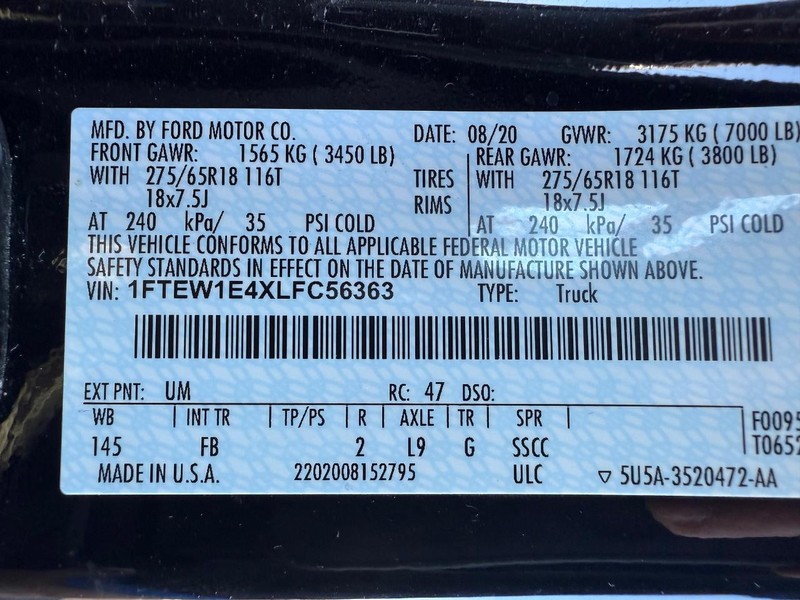 MFD. BY FORD MOTOR CO. DATE: 08/20 GVWR: 3175 KG ( 7000 LB)
FRONT GAWR: 1565 KG ( 3450 LB) REAR GAWR: 1724 KG ( 3800 LB)
WITH 275/65R18 116T TIRES WITH 275/65R18 116T
18x7.5J RIMS 18x7.5J
AT 240 kPa/ 35 PSI COLD AT 240 kPa/ 35 PSI COLD
THIS VEHICLE CONFORMS TO ALL APPLICABLE FEDERAL MOTOR VEHICLE
SAFETY STANDARDS IN EFFECT ON THE DATE OF MANUFACTURE SHOWN ABOVE.
VIN: 1FTEW1E4XLFC56363 TYPE: Truck
EXT PNT: UM RC: 47 DSO:
WB | INT TR | TP/PS | R | AXLE | TR | SPR | F0095
145 FB 2 L9 G SSCC T0652
MADE IN U.S.A. 2202008152795 ULC ▽ 5U5A-3520472-AA